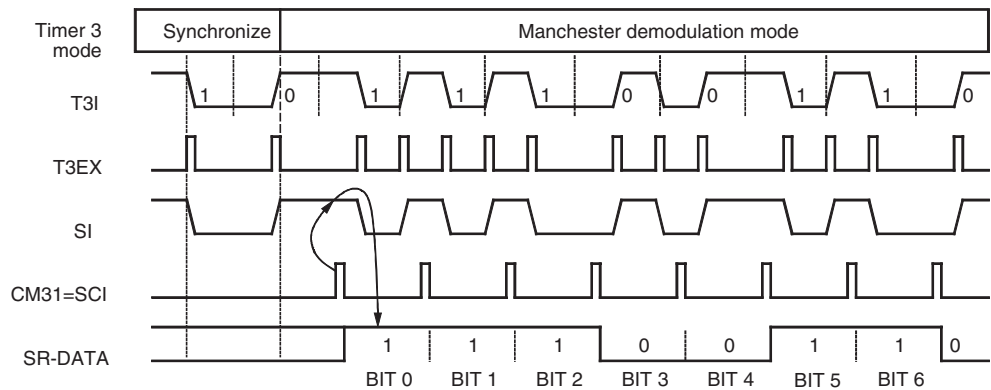 Timer 3
mode
Synchronize
Manchester demodulation mode
T3I
1 0 1 1 1 0 0 1 1 0
T3EX
SI
CM31=SCI
SR-DATA
1 1 1 0 0 1 1 0
BIT 0 BIT 1 BIT 2 BIT 3 BIT 4 BIT 5 BIT 6